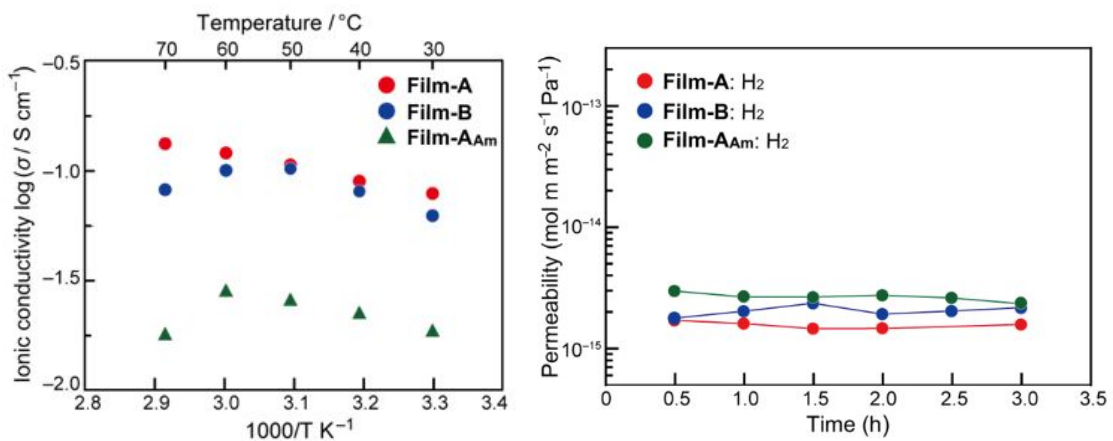 Temperature / °C
70 60 50 40 30
Ionic conductivity log (σ / S cm⁻¹)
–0.5
–1.0
–1.5
–2.0
Film-A
Film-B
Film-AAm
2.8 2.9 3.0 3.1 3.2 3.3 3.4
1000/T K⁻¹
Permeability (mol m m⁻² s⁻¹ Pa⁻¹)
10⁻¹³
10⁻¹⁴
10⁻¹⁵
Film-A: H₂
Film-B: H₂
Film-AAm: H₂
0 0.5 1.0 1.5 2.0 2.5 3.0 3.5
Time (h)